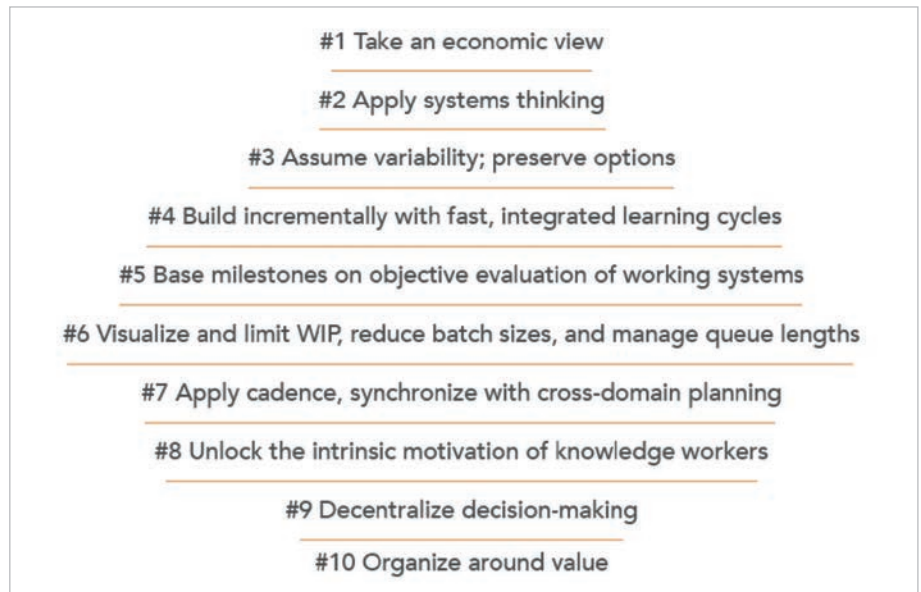 #1 Take an economic view
#2 Apply systems thinking
#3 Assume variability; preserve options
#4 Build incrementally with fast, integrated learning cycles
#5 Base milestones on objective evaluation of working systems
#6 Visualize and limit WIP, reduce batch sizes, and manage queue lengths
#7 Apply cadence, synchronize with cross-domain planning
#8 Unlock the intrinsic motivation of knowledge workers
#9 Decentralize decision-making
#10 Organize around value